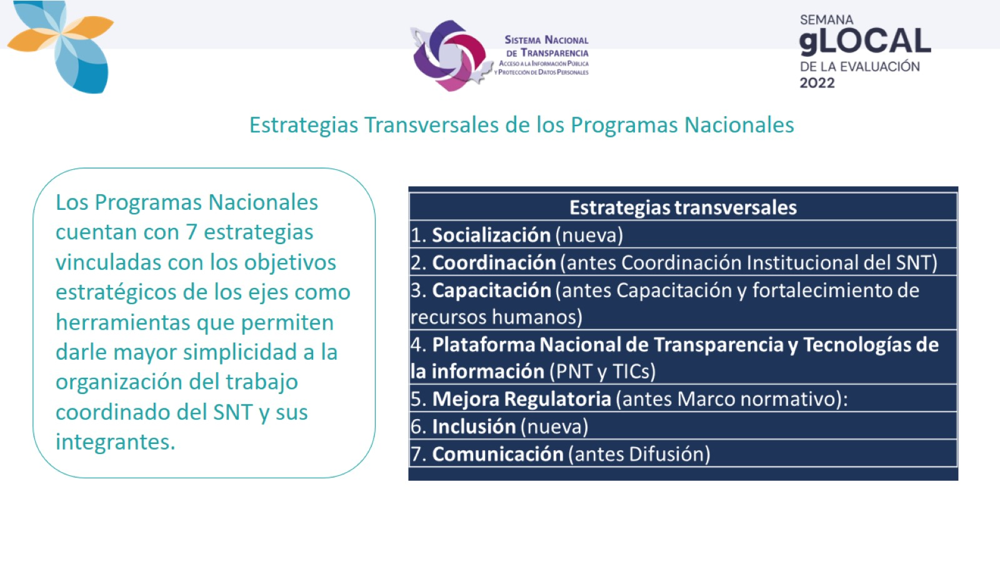 SISTEMA NACIONAL
DE TRANSPARENCIA
ACCESO A LA INFORMACIÓN PÚBLICA
Y PROTECCIÓN DE DATOS PERSONALES
SEMANA
gLOCAL
DE LA EVALUACIÓN
2022
Estrategias Transversales de los Programas Nacionales
Los Programas Nacionales
cuentan con 7 estrategias
vinculadas con los objetivos
estratégicos de los ejes como
herramientas que permiten
darle mayor simplicidad a la
organización del trabajo
coordinado del SNT y sus
integrantes.
Estrategias transversales
1. Socialización (nueva)
2. Coordinación (antes Coordinación Institucional del SNT)
3. Capacitación (antes Capacitación y fortalecimiento de
recursos humanos)
4. Plataforma Nacional de Transparencia y Tecnologías de
la información (PNT y TICs)
5. Mejora Regulatoria (antes Marco normativo):
6. Inclusión (nueva)
7. Comunicación (antes Difusión)